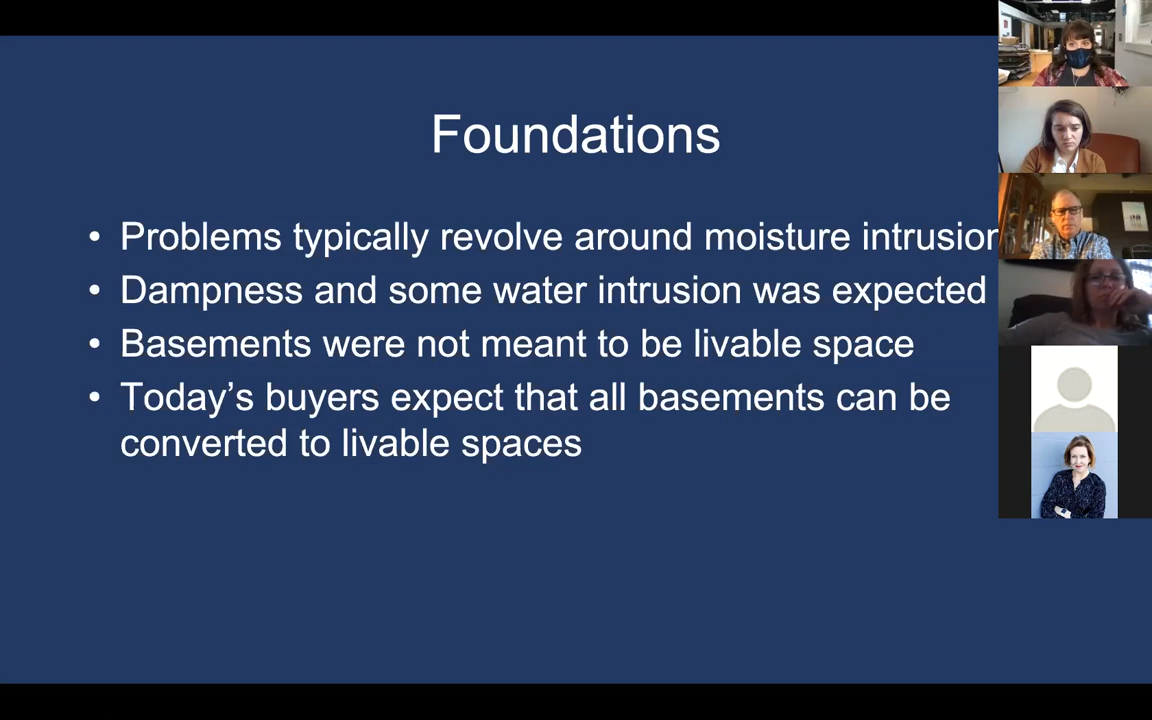 Foundations
• Problems typically revolve around moisture intrusion
• Dampness and some water intrusion was expected
• Basements were not meant to be livable space
• Today’s buyers expect that all basements can be
converted to livable spaces